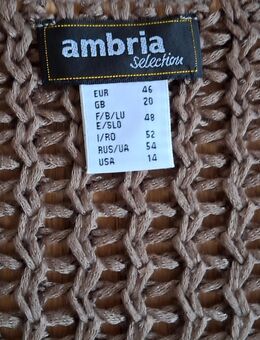 ambria
selection
EUR 46
GB 20
F/B/LU 48
E/SLO
I/RO 52
RUS/UA 54
USA 14